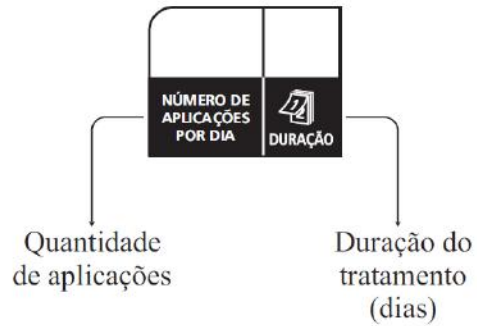 NÚMERO DE
APLICAÇÕES
POR DIA
DURAÇÃO
Quantidade
de aplicações
Duração do
tratamento
(dias)